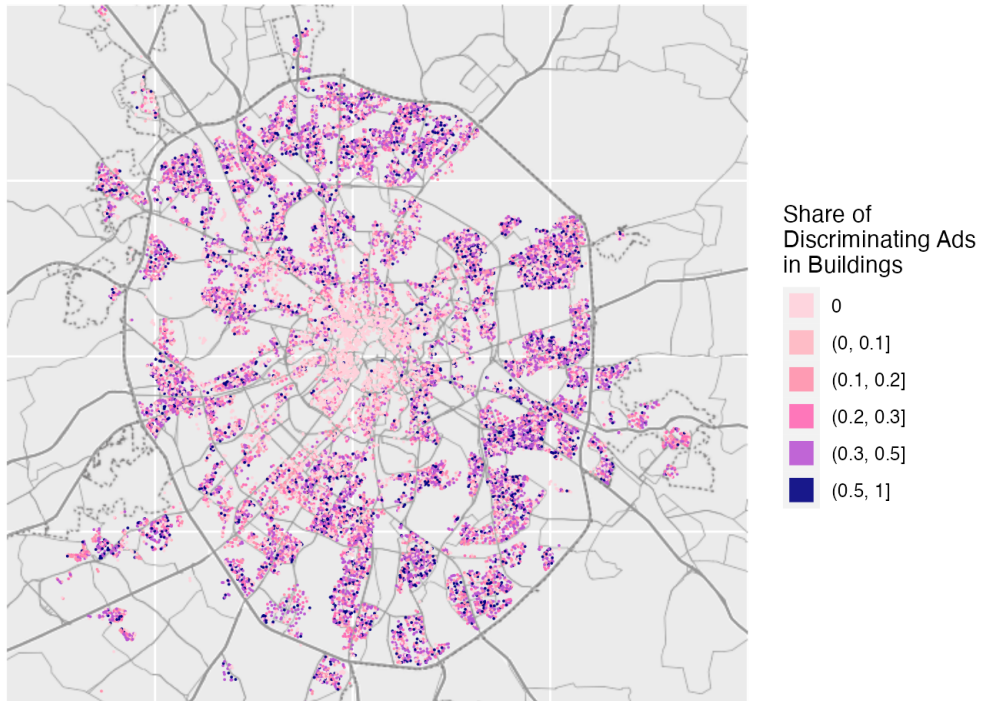 Share of
Discriminating Ads
in Buildings
0
(0, 0.1]
(0.1, 0.2]
(0.2, 0.3]
(0.3, 0.5]
(0.5, 1]